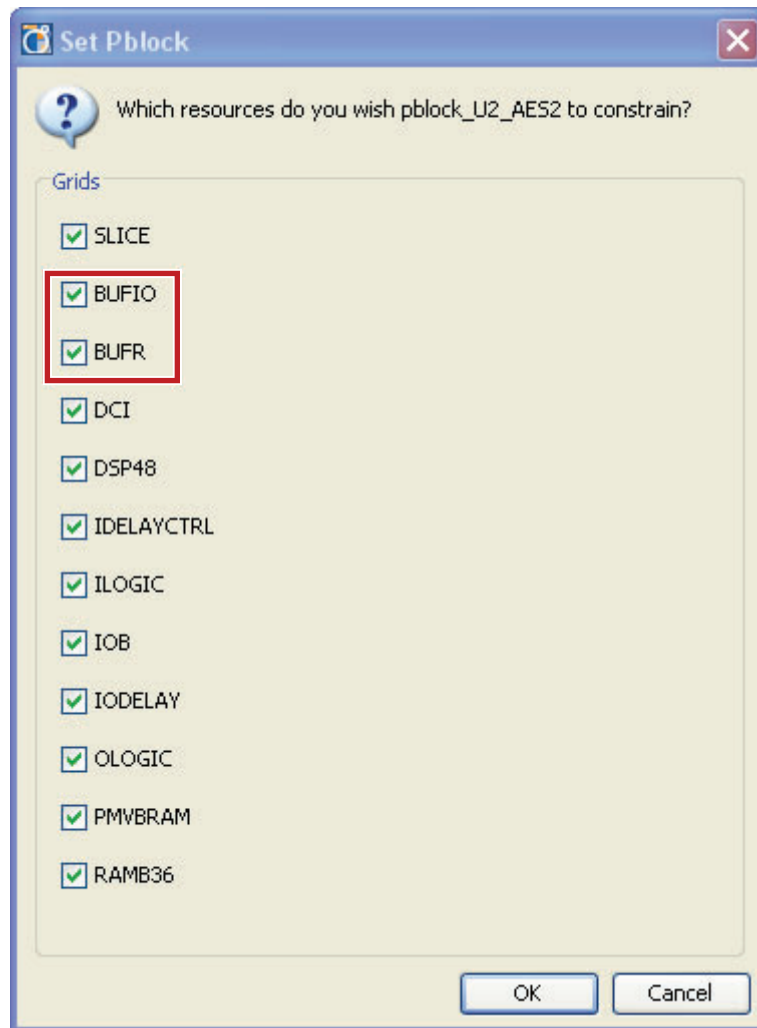 Set Pblock
Which resources do you wish pblock_U2_AES2 to constrain?
Grids
SLICE
BUFIO
BUFR
DCI
DSP48
IDELAYCTRL
ILOGIC
IOB
IODELAY
OLOGIC
PMVBRAM
RAMB36
OK Cancel